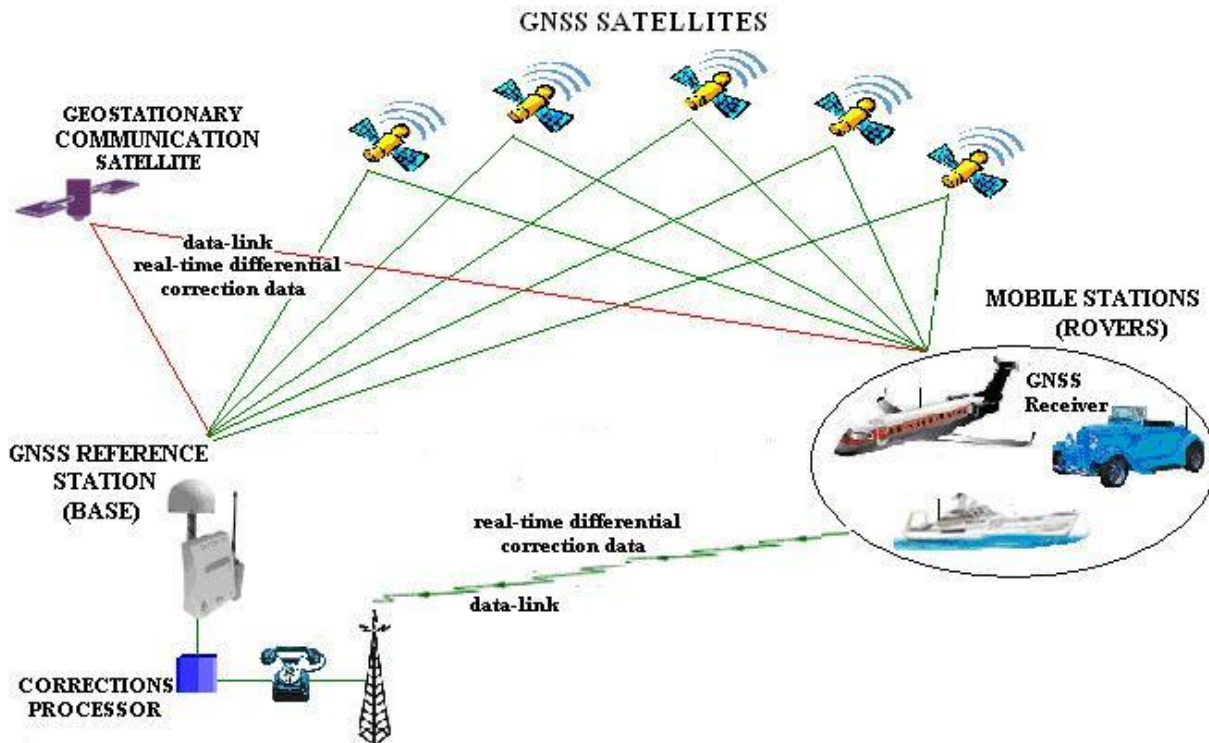 GNSS SATELLITES
GEOSTATIONARY
COMMUNICATION
SATELLITE
data-link
real-time differential
correction data
MOBILE STATIONS
(ROVERS)
GNSS
Receiver
GNSS REFERENCE
STATION
(BASE)
real-time differential
correction data
data-link
CORRECTIONS
PROCESSOR